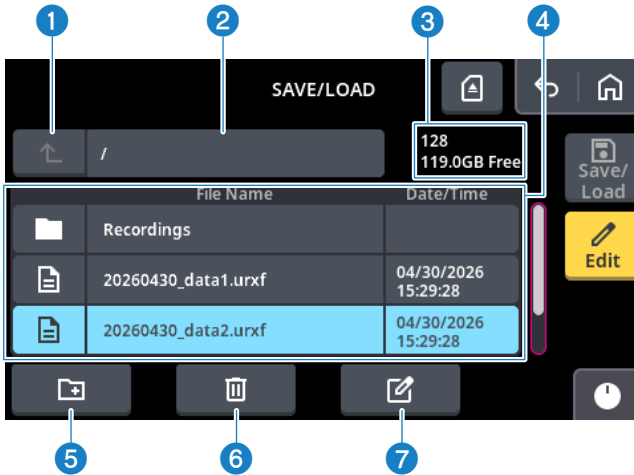 1 2 3 4
SAVE/LOAD
/
128
119.0GB Free
Save/
Load
File Name Date/Time
Recordings
Edit
20260430_data1.urxf 04/30/2026
15:29:28
20260430_data2.urxf 04/30/2026
15:29:28
5 6 7